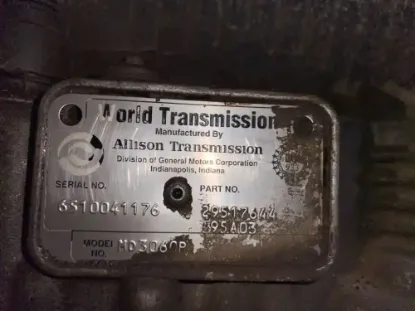 World Transmission
Manufactured By
Allison Transmission
Division of General Motors Corporation
Indianapolis, Indiana
SERIAL NO. PART NO.
6510041176 29517644
95A03
MODEL NO. MD3060P